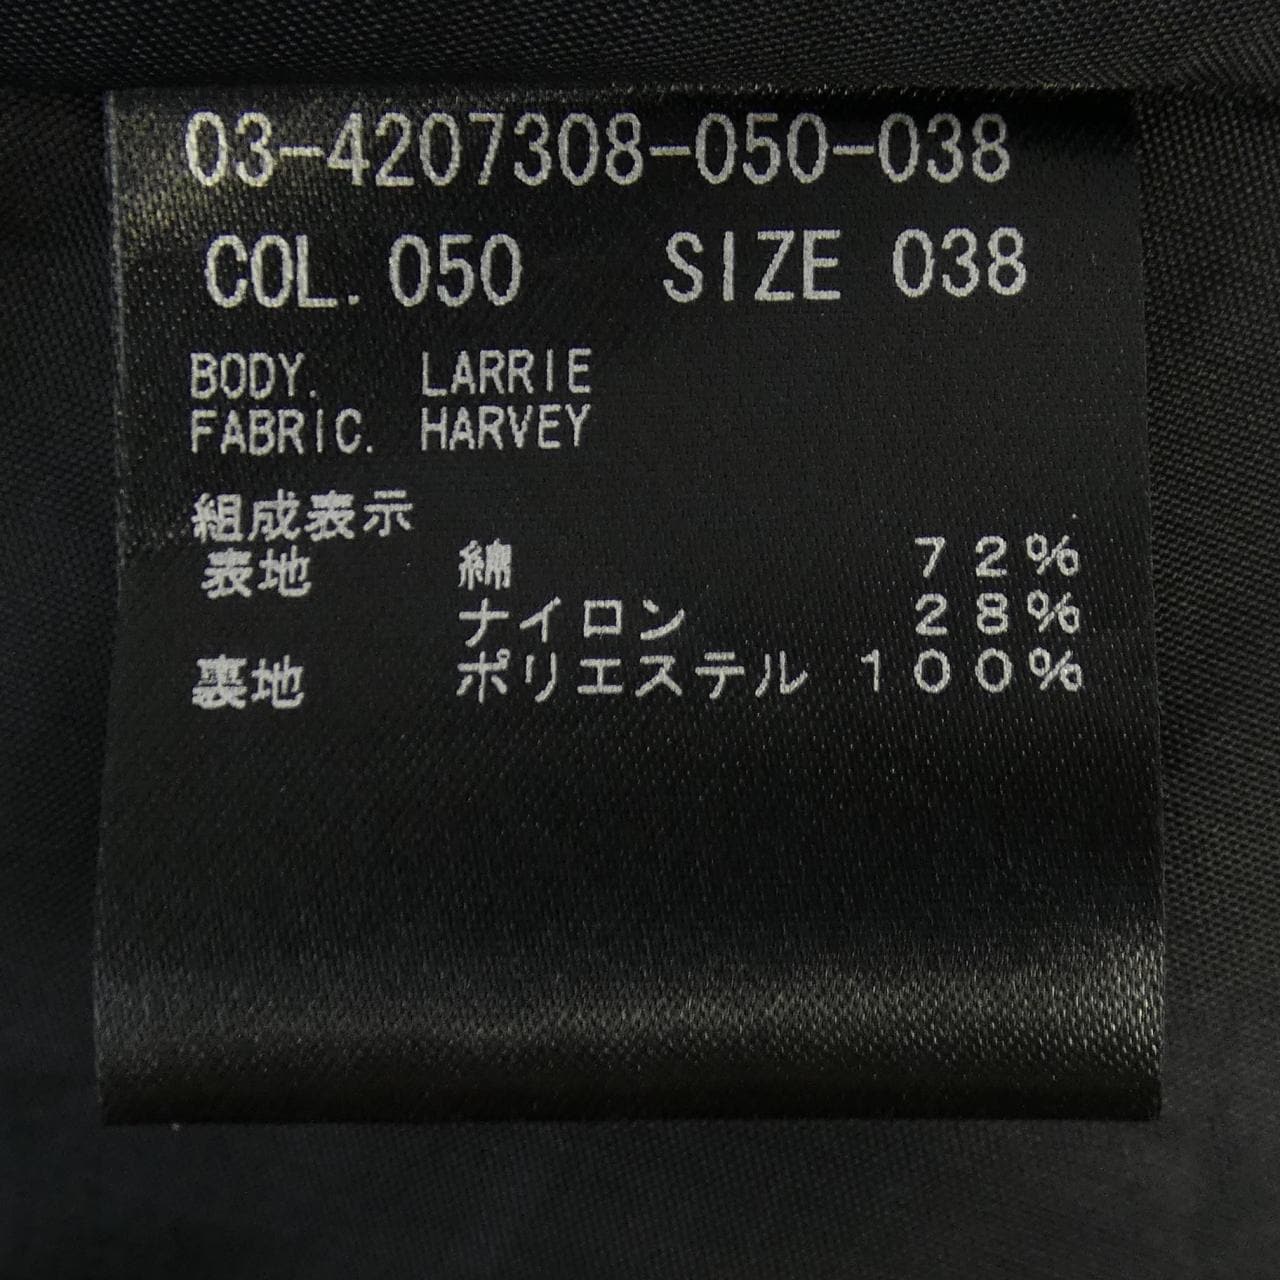 03-4207308-050-038
COL. 050 SIZE 038
BODY. LARRIE
FABRIC. HARVEY
組成表示
表地 綿 72%
ナイロン 28%
裏地 ポリエステル 100%